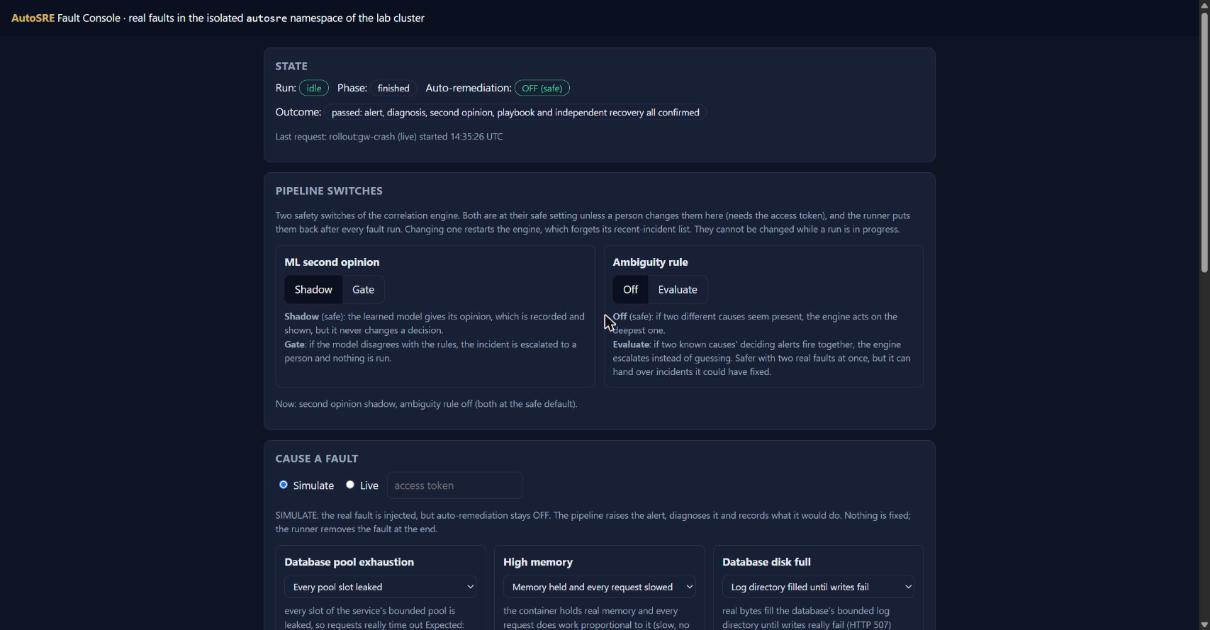 AutoSRE Fault Console · real faults in the isolated autosre namespace of the lab cluster
STATE
Run: idle Phase: finished Auto-remediation: OFF (safe)
Outcome: passed: alert, diagnosis, second opinion, playbook and independent recovery all confirmed
Last request: rollout:gw-crash (live) started 14:35:26 UTC
PIPELINE SWITCHES
Two safety switches of the correlation engine. Both are at their safe setting unless a person changes them here (needs the access token), and the runner puts
them back after every fault run. Changing one restarts the engine, which forgets its recent-incident list. They cannot be changed while a run is in progress.
ML second opinion
Shadow Gate
Shadow (safe): the learned model gives its opinion, which is recorded and
shown, but it never changes a decision.
Gate: if the model disagrees with the rules, the incident is escalated to a
person and nothing is run.
Ambiguity rule
Off Evaluate
Off (safe): if two different causes seem present, the engine acts on the
deepest one.
Evaluate: if two known causes' deciding alerts fire together, the engine
escalates instead of guessing. Safer with two real faults at once, but it can
hand over incidents it could have fixed.
Now: second opinion shadow, ambiguity rule off (both at the safe default).
CAUSE A FAULT
Simulate Live access token
SIMULATE: the real fault is injected, but auto-remediation stays OFF. The pipeline raises the alert, diagnoses it and records what it would do. Nothing is fixed;
the runner removes the fault at the end.
Database pool exhaustion
Every pool slot leaked
every slot of the service's bounded pool is
leaked, so requests really time out Expected:
High memory
Memory held and every request slowed
the container holds real memory and every
request does work proportional to it (slow, no
Database disk full
Log directory filled until writes fail
real bytes fill the database's bounded log
directory until writes really fail (HTTP 507)